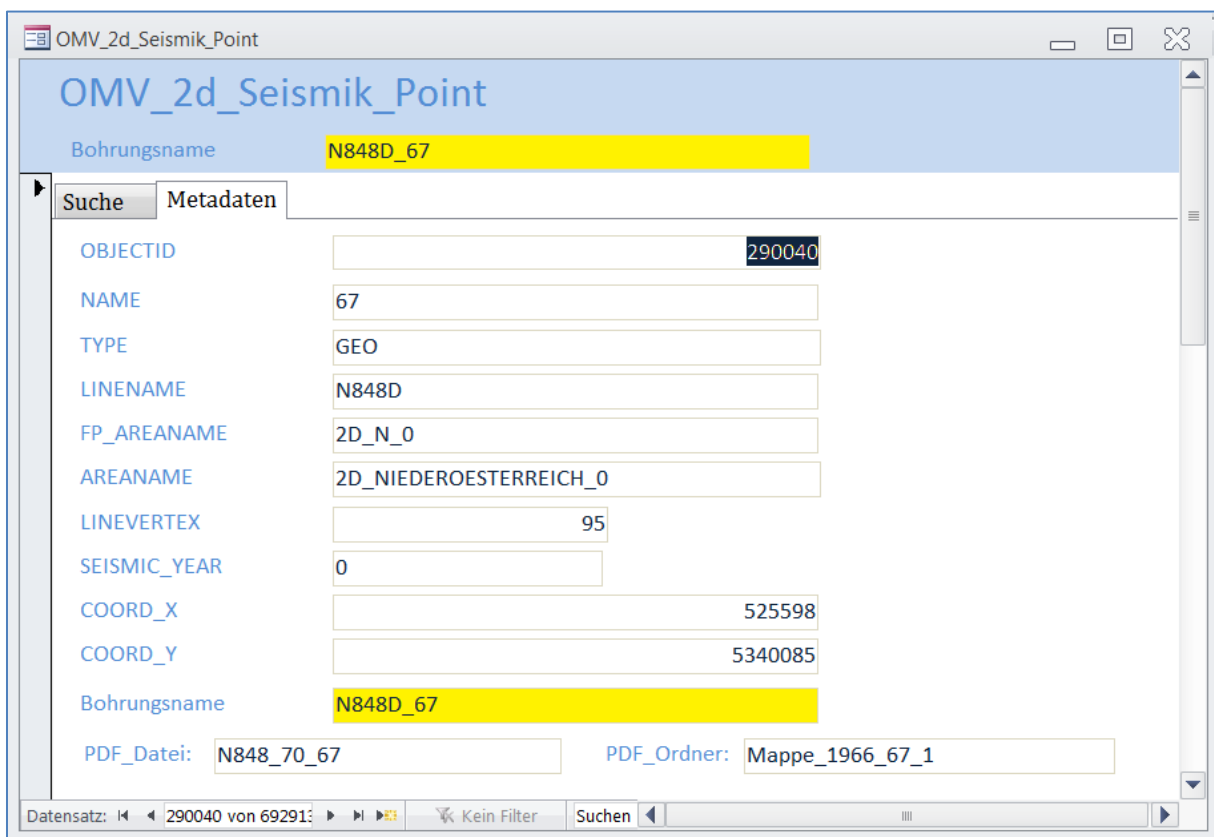 OMV_2d_Seismik_Point
OMV_2d_Seismik_Point
Bohrungsname N848D_67
Suche Metadaten
OBJECTID 290040
NAME 67
TYPE GEO
LINENAME N848D
FP_AREANAME 2D_N_0
AREANAME 2D_NIEDEROESTERREICH_0
LINEVERTEX 95
SEISMIC_YEAR 0
COORD_X 525598
COORD_Y 5340085
Bohrungsname N848D_67
PDF_Datei: N848_70_67 PDF_Ordner: Mappe_1966_67_1
Datensatz: 290040 von 692913 Kein Filter Suchen